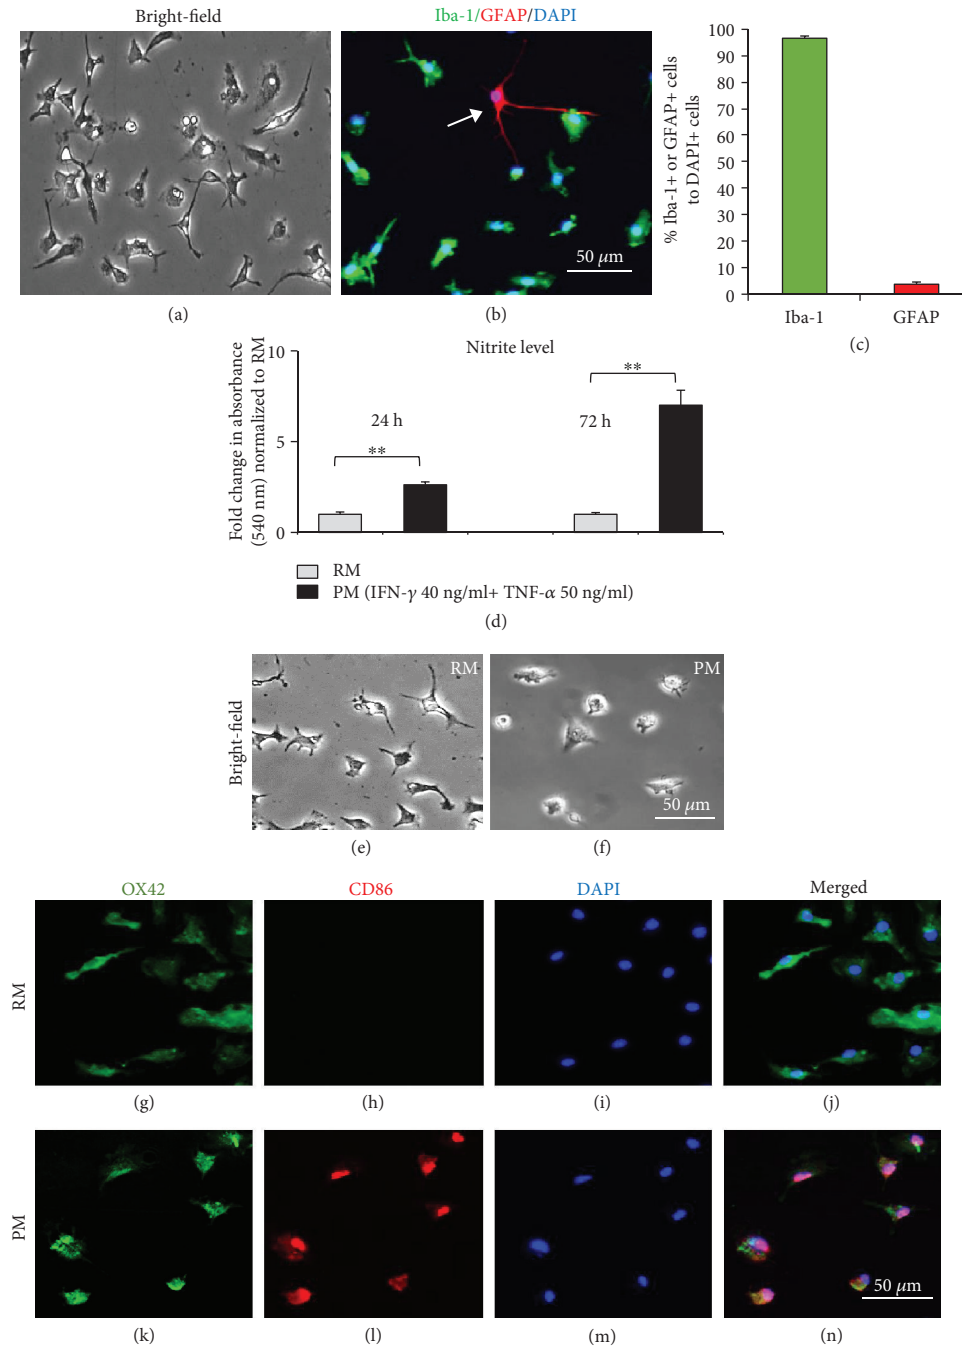 Bright-field
Iba-1/GFAP/DAPI
50 μm
(a)
(b)
% Iba-1+ or GFAP+ cells
to DAPI+ cells
100
90
80
70
60
50
40
30
20
10
0
Iba-1
GFAP
(c)
Nitrite level
Fold change in absorbance
(540 nm) normalized to RM
10
5
0
24 h
**
72 h
**
RM
PM (IFN-γ 40 ng/ml+ TNF-α 50 ng/ml)
(d)
Bright-field
RM
PM
50 μm
(e)
(f)
OX42
CD86
DAPI
Merged
RM
(g)
(h)
(i)
(j)
PM
50 μm
(k)
(l)
(m)
(n)